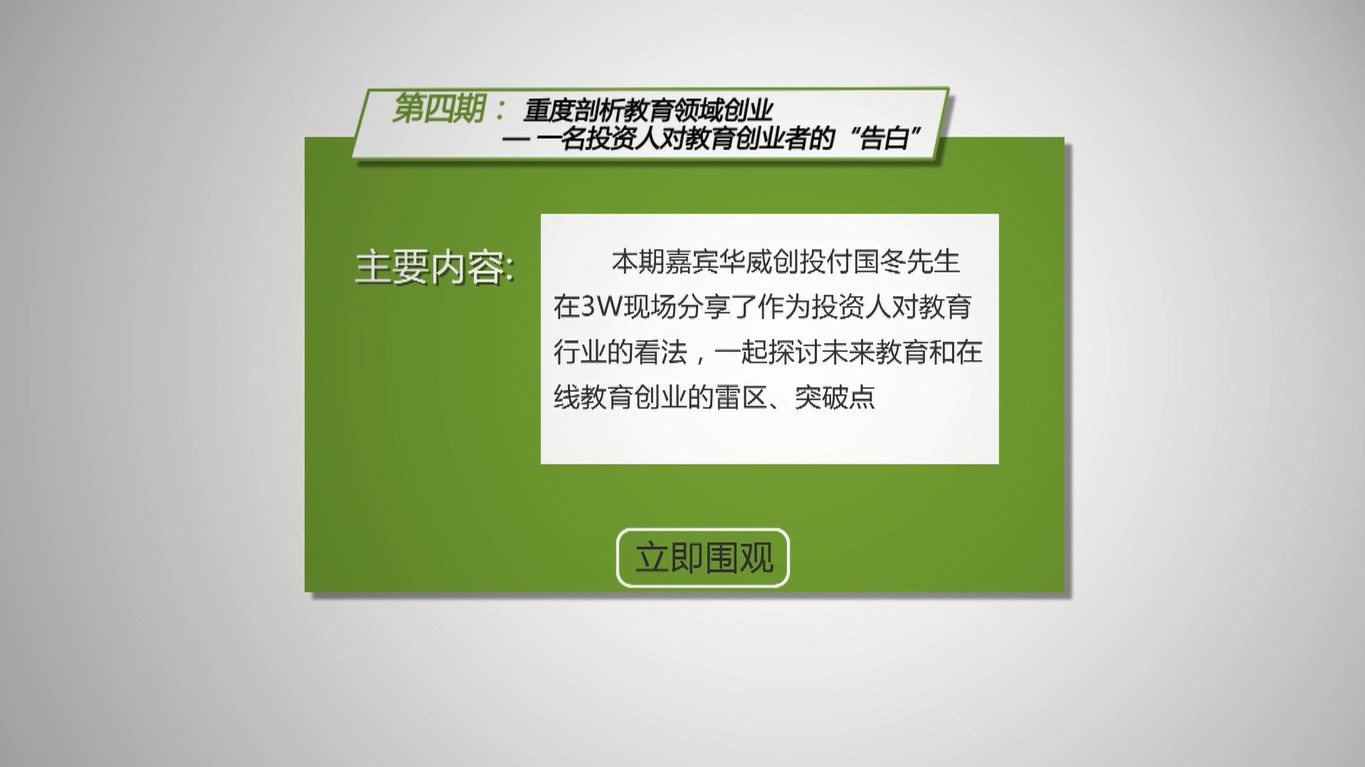 第四期：重度剖析教育领域创业
— 一名投资人对教育创业者的“告白”
主要内容:
本期嘉宾华威创投付国冬先生
在3W现场分享了作为投资人对教育
行业的看法，一起探讨未来教育和在
线教育创业的雷区、突破点
立即围观